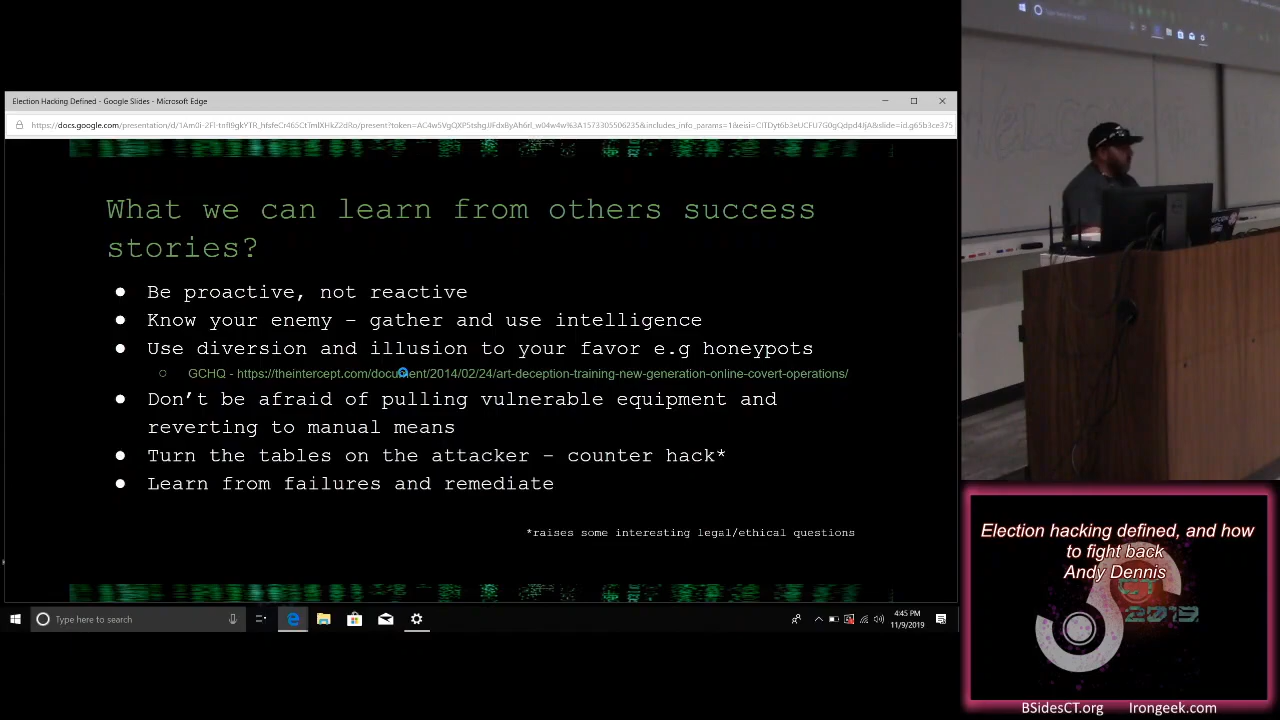 Election Hacking Defined - Google Slides - Microsoft Edge
What we can learn from others success
stories?
● Be proactive, not reactive
● Know your enemy – gather and use intelligence
● Use diversion and illusion to your favor e.g honeypots
○ GCHQ - https://theintercept.com/document/2014/02/24/art-deception-training-new-generation-online-covert-operations/
● Don’t be afraid of pulling vulnerable equipment and
reverting to manual means
● Turn the tables on the attacker – counter hack*
● Learn from failures and remediate
*raises some interesting legal/ethical questions
Type here to search
4:45 PM
11/9/2019
Election hacking defined, and how
to fight back
Andy Dennis
CT
2019
BSidesCT.org Irongeek.com